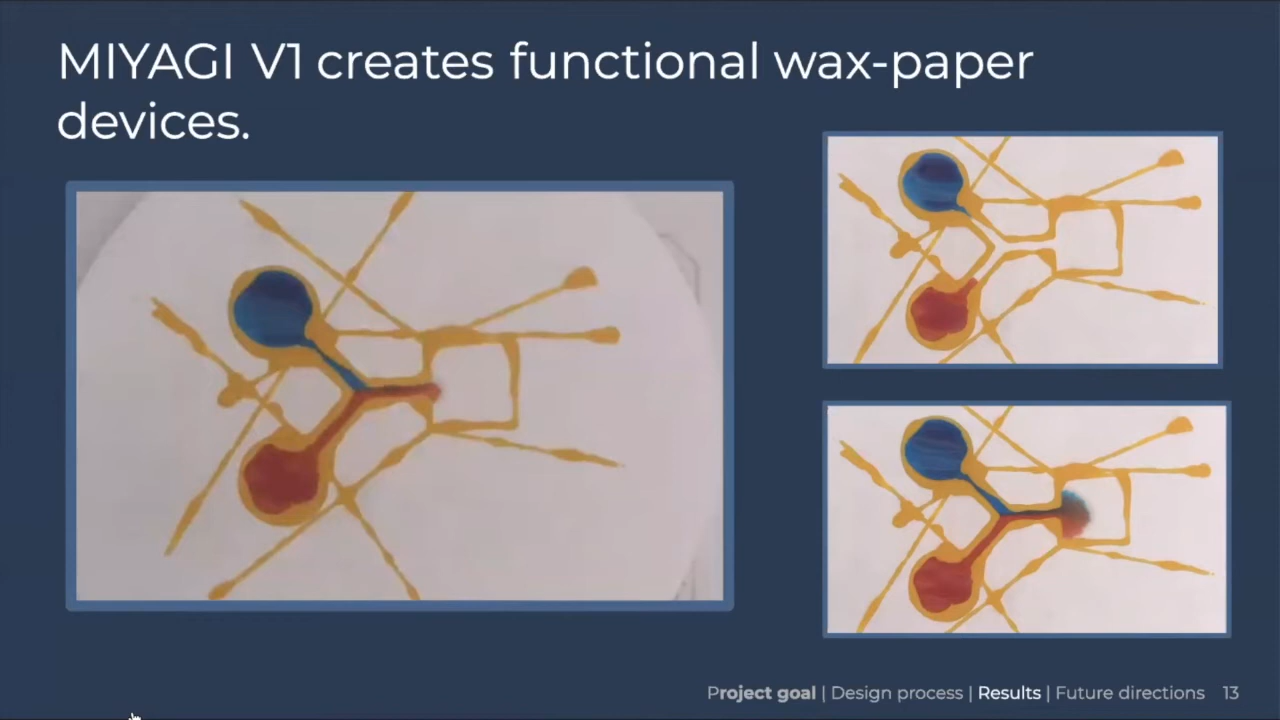 MIYAGI V1 creates functional wax-paper
devices.
Project goal | Design process | Results | Future directions 13